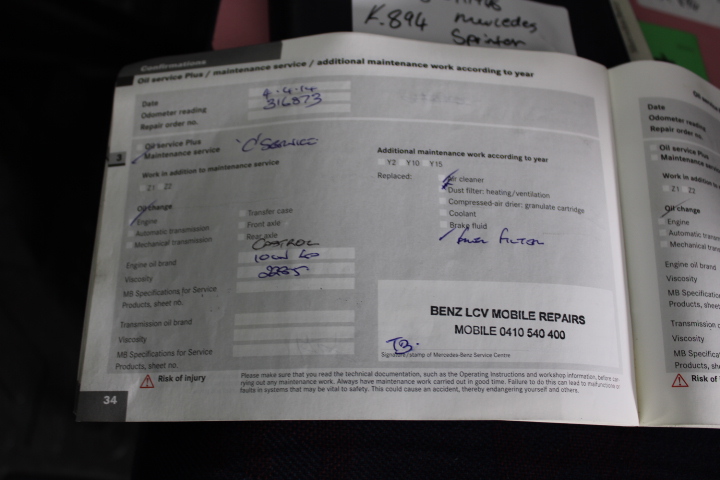 K.894 Mercedes
Sprinter
Confirmations
Oil service Plus / maintenance service / additional maintenance work according to year
Date 4.4.14
Odometer reading 316873
Repair order no.
3
Oil service Plus
Maintenance service 'C' SERVICE
Work in addition to maintenance service
Z1 Z2
Oil change
Engine
Automatic transmission
Mechanical transmission
Transfer case
Front axle
Rear axle
Engine oil brand CASTROL
Viscosity 10W
MB Specifications for Service
Products, sheet no.
Transmission oil brand
Viscosity
MB Specifications for Service
Products, sheet no.
Additional maintenance work according to year
Y2 Y10 Y15
Replaced:
Air cleaner
Dust filter: heating/ventilation
Compressed-air drier: granulate cartridge
Coolant
Brake fluid
FUEL FILTER
BENZ LCV MOBILE REPAIRS
MOBILE 0410 540 400
Signature/stamp of Mercedes-Benz Service Centre
Risk of injury
Please make sure that you read the technical documentation, such as the Operating Instructions and workshop information, before car
rying out any maintenance work. Always have maintenance work carried out in good time. Failure to do this can lead to malfunctions or
faults in systems that may be vital to safety. This could cause an accident, thereby endangering yourself and others.
34
Date
Odometer reading
Repair order no.
Oil service Plus
Maintenance service
Work in addition
Z1 Z2
Oil change
Engine
Automatic
Mechanical
Engine oil brand
Viscosity
MB Specifications
Products, sheet
Transmission
Viscosity
MB Specifications
Products,
Risk of